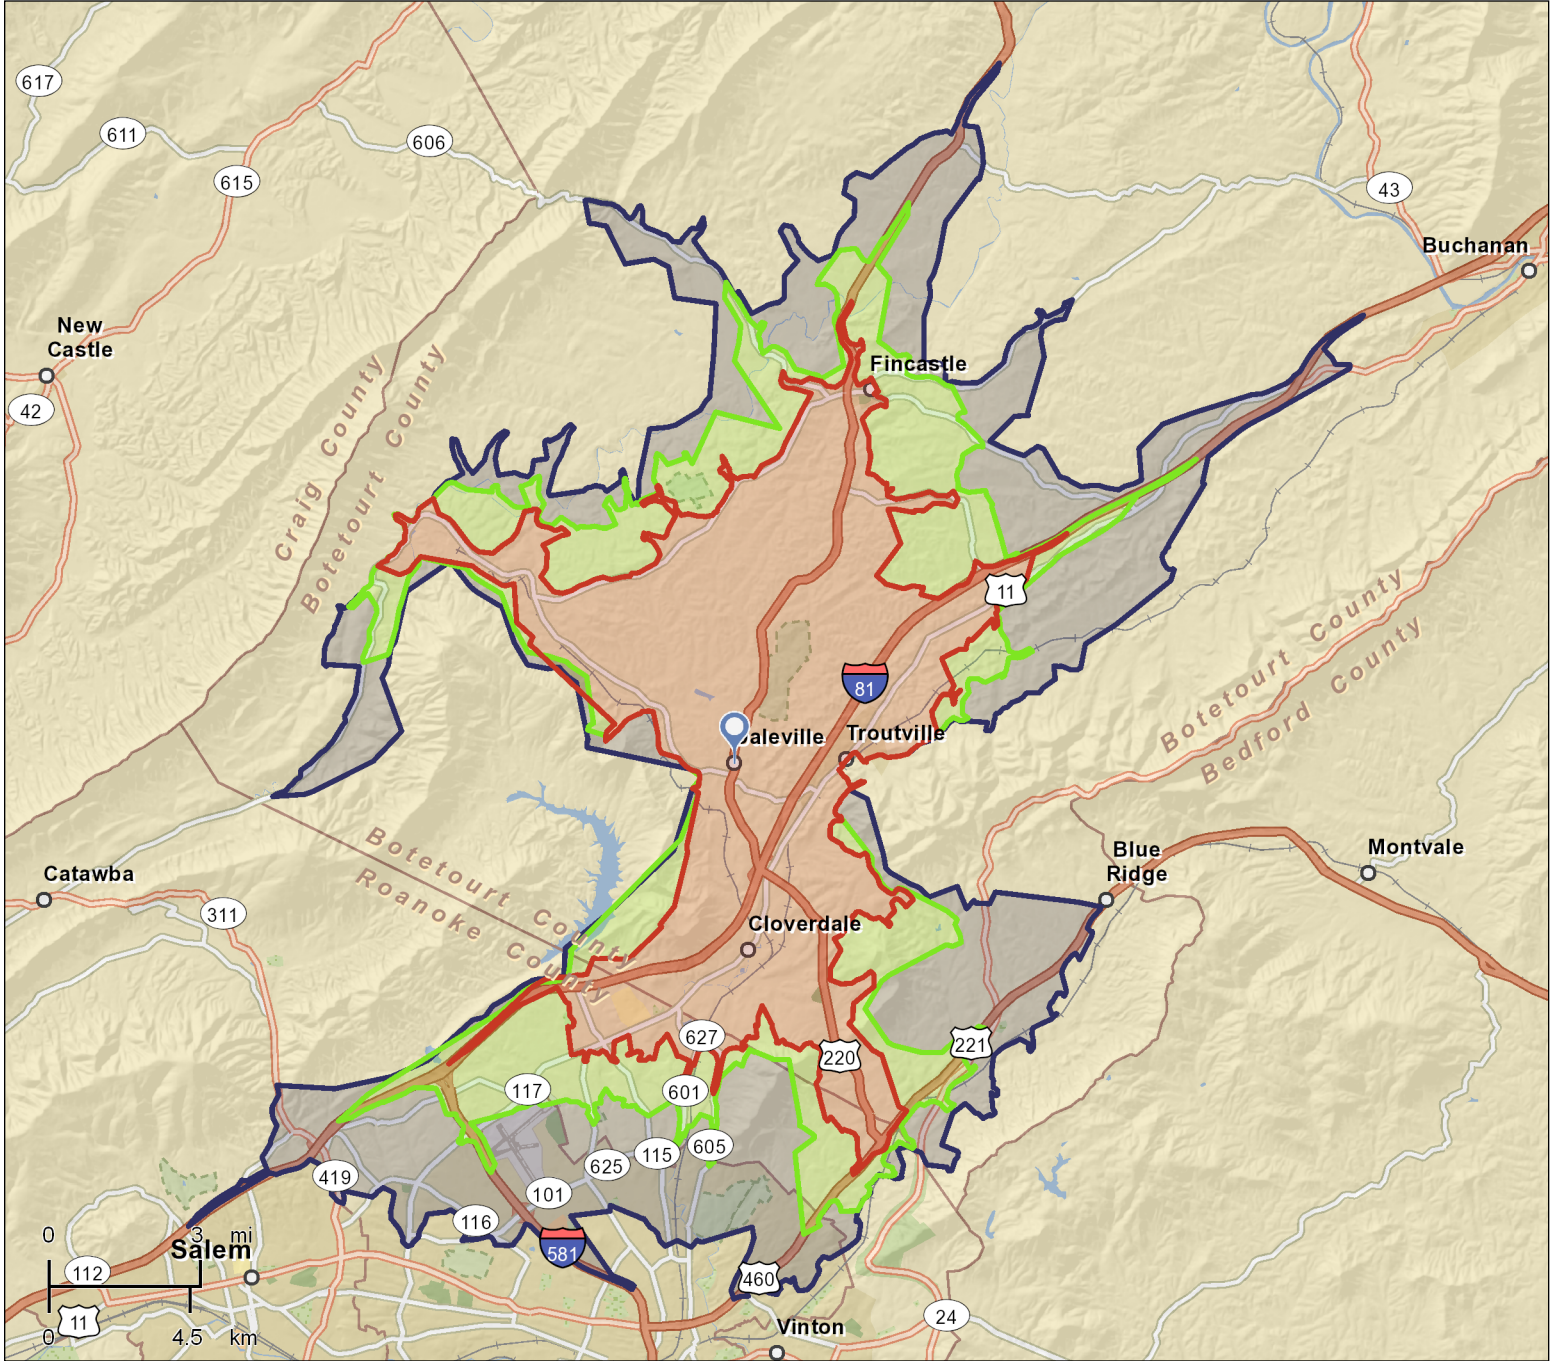 617
611
606
615
43
Buchanan
New
Castle
Fincastle
42
Craig County
Botetourt County
11
81
Botetourt County
Bedford County
aleville
Troutville
Blue
Ridge
Montvale
Catawba
Botetourt County
Roanoke County
311
Cloverdale
627
220
221
117
601
605
115
625
419
101
116
581
0 3 mi
Salem
112
460
11
0 4.5 km
24
Vinton